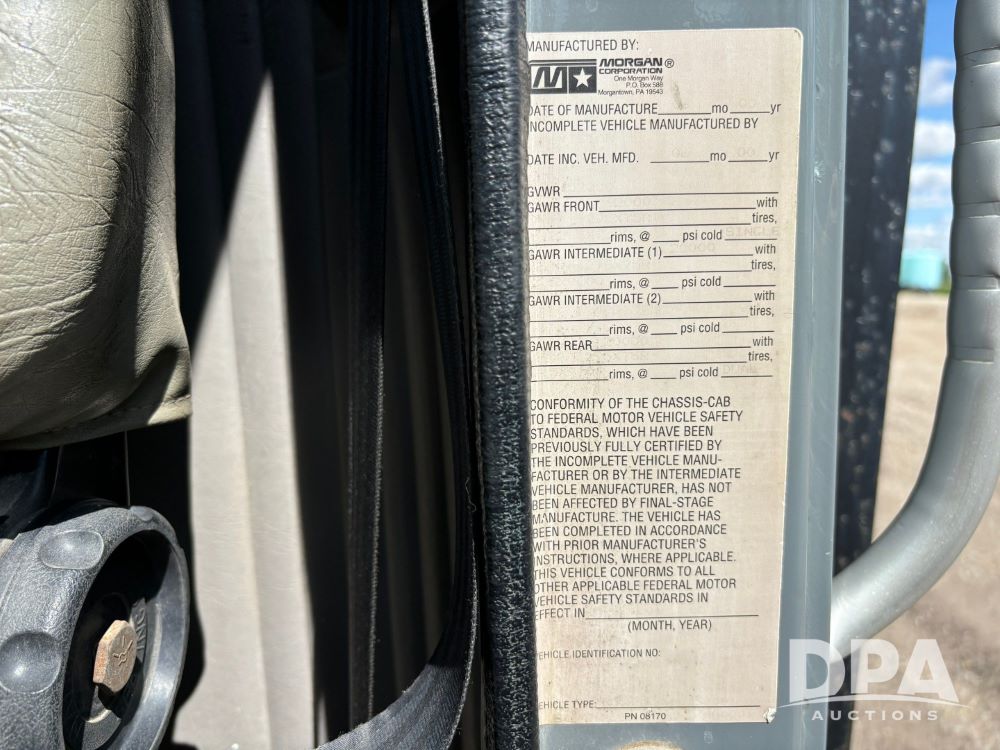 MANUFACTURED BY:
MORGAN®
CORPORATION
One Morgan Way
P.O. Box 588
Morgantown, PA 19543
DATE OF MANUFACTURE mo yr
INCOMPLETE VEHICLE MANUFACTURED BY
DATE INC. VEH. MFD. mo yr
GVWR
GAWR FRONT with
tires,
rims, @ psi cold
GAWR INTERMEDIATE (1) with
tires,
rims, @ psi cold
GAWR INTERMEDIATE (2) with
tires,
rims, @ psi cold
GAWR REAR with
tires,
rims, @ psi cold
CONFORMITY OF THE CHASSIS-CAB
TO FEDERAL MOTOR VEHICLE SAFETY
STANDARDS, WHICH HAVE BEEN
PREVIOUSLY FULLY CERTIFIED BY
THE INCOMPLETE VEHICLE MANU-
FACTURER OR BY THE INTERMEDIATE
VEHICLE MANUFACTURER, HAS NOT
BEEN AFFECTED BY FINAL-STAGE
MANUFACTURE. THE VEHICLE HAS
BEEN COMPLETED IN ACCORDANCE
WITH PRIOR MANUFACTURER'S
INSTRUCTIONS, WHERE APPLICABLE.
THIS VEHICLE CONFORMS TO ALL
OTHER APPLICABLE FEDERAL MOTOR
VEHICLE SAFETY STANDARDS IN
EFFECT IN
(MONTH, YEAR)
VEHICLE IDENTIFICATION NO:
VEHICLE TYPE:
PN 08170
DPA
AUCTIONS